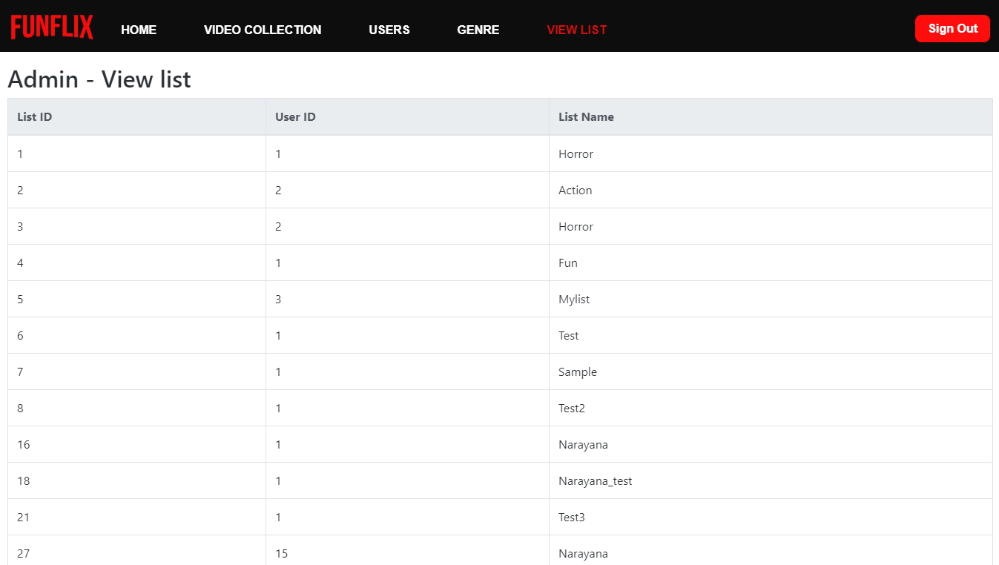 FUNFLIX HOME VIDEO COLLECTION USERS GENRE VIEW LIST Sign Out
Admin - View list
List ID User ID List Name
1 1 Horror
2 2 Action
3 2 Horror
4 1 Fun
5 3 Mylist
6 1 Test
7 1 Sample
8 1 Test2
16 1 Narayana
18 1 Narayana_test
21 1 Test3
27 15 Narayana